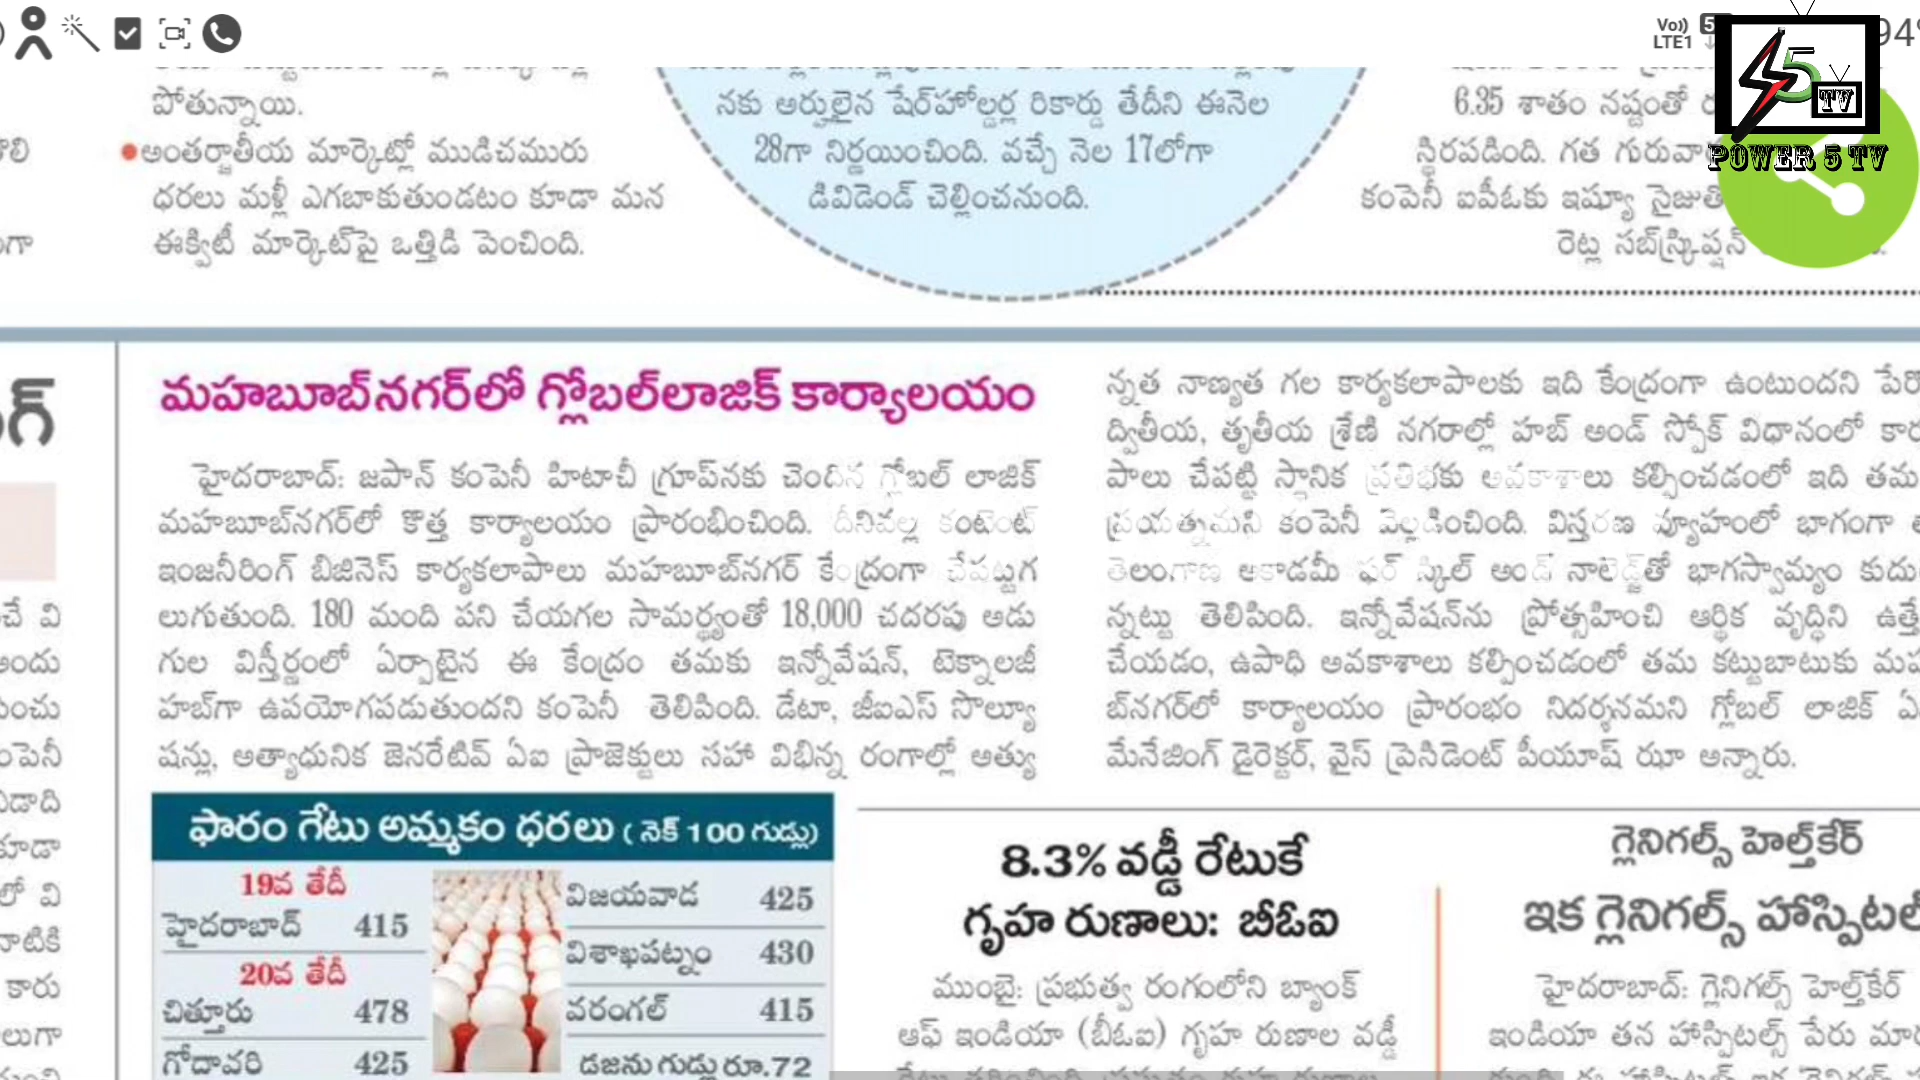 Vo))
LTE1
94
5
TV
POWER 5 TV
పోతున్నాయి.
అంతర్జాతీయ మార్కెట్లో ముడిచమురు
ధరలు మళ్లీ ఎగబాకుతుండటం కూడా మన
ఈక్విటీ మార్కెట్‌పై ఒత్తిడి పెంచింది.
నకు అర్హులైన షేర్‌హోల్డర్ల రికార్డు తేదీని ఈనెల
28గా నిర్ణయించింది. వచ్చే నెల 17లోగా
డివిడెండ్ చెల్లించనుంది.
6.35 శాతం నష్టంతో
స్థిరపడింది. గత
కంపెనీ ఐపీఓకు ఇష్యూ
రెట్ల సబ్‌స్క్రిప్షన్
మహబూబ్‌నగర్‌లో గ్లోబల్‌లాజిక్ కార్యాలయం
హైదరాబాద్: జపాన్ కంపెనీ హిటాచీ గ్రూప్‌నకు చెందిన గ్లోబల్ లాజిక్
మహబూబ్‌నగర్‌లో కొత్త కార్యాలయం ప్రారంభించింది. దీనివల్ల కంటెంట్
ఇంజనీరింగ్ బిజినెస్ కార్యకలాపాలు మహబూబ్‌నగర్ కేంద్రంగా చేపట్టగ
లుగుతుంది. 180 మంది పని చేయగల సామర్థ్యంతో 18,000 చదరపు అడు
గుల విస్తీర్ణంలో ఏర్పాటైన ఈ కేంద్రం తమకు ఇన్నోవేషన్, టెక్నాలజీ
హబ్‌గా ఉపయోగపడుతుందని కంపెనీ తెలిపింది. డేటా, జీఐఎస్ సొల్యూ
షన్లు, అత్యాధునిక జెనరేటివ్ ఏఐ ప్రాజెక్టులు సహా విభిన్న రంగాల్లో అత్యు
న్నత నాణ్యత గల కార్యకలాపాలకు ఇది కేంద్రంగా ఉంటుందని
ద్వితీయ, తృతీయ శ్రేణి నగరాల్లో హబ్ అండ్ స్పోక్ విధానంలో
పాలు చేపట్టి స్థానిక ప్రతిభకు అవకాశాలు కల్పించడంలో ఇది తమ
ప్రయత్నమని కంపెనీ వెల్లడించింది. విస్తరణ వ్యూహంలో భాగంగా
తెలంగాణ అకాడమీ ఫర్ స్కిల్ అండ్ నాలెడ్జ్‌తో భాగస్వామ్యం
న్నట్టు తెలిపింది. ఇన్నోవేషన్‌ను ప్రోత్సహించి ఆర్థిక వృద్ధిని
చేయడం, ఉపాధి అవకాశాలు కల్పించడంలో తమ కట్టుబాటుకు
బ్‌నగర్‌లో కార్యాలయం ప్రారంభం నిదర్శనమని గ్లోబల్ లాజిక్
మేనేజింగ్ డైరెక్టర్, వైస్ ప్రెసిడెంట్ పీయూష్ ఝా అన్నారు.
ఫారం గేటు అమ్మకం ధరలు ( నెక్ 100 గుడ్లు)
19వ తేదీ
హైదరాబాద్ 415
20వ తేదీ
చిత్తూరు 478
గోదావరి 425
విజయవాడ 425
విశాఖపట్నం 430
వరంగల్ 415
డజను గుడ్లు రూ.72
8.3% వడ్డీ రేటుకే
గృహ రుణాలు: బీఓఐ
ముంబై: ప్రభుత్వ రంగంలోని బ్యాంక్
ఆఫ్ ఇండియా (బీఓఐ) గృహ రుణాల వడ్డీ
గ్లెనిగల్స్ హెల్త్‌కేర్
ఇక గ్లెనిగల్స్ హాస్పిటల్
హైదరాబాద్: గ్లెనిగల్స్ హెల్త్‌కేర్
ఇండియా తన హాస్పిటల్స్ పేరు